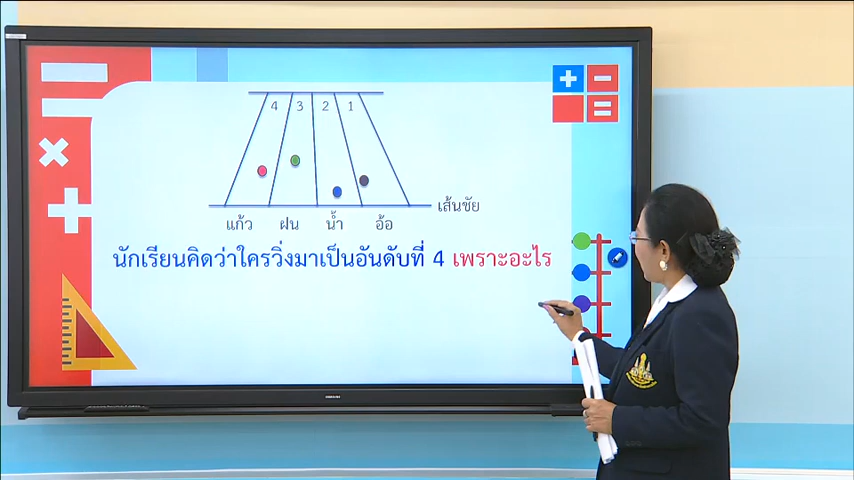 4 3 2 1
เส้นชัย
แก้ว ฝน น้ำ อ้อ
นักเรียนคิดว่าใครวิ่งมาเป็นอันดับที่ 4 เพราะอะไร